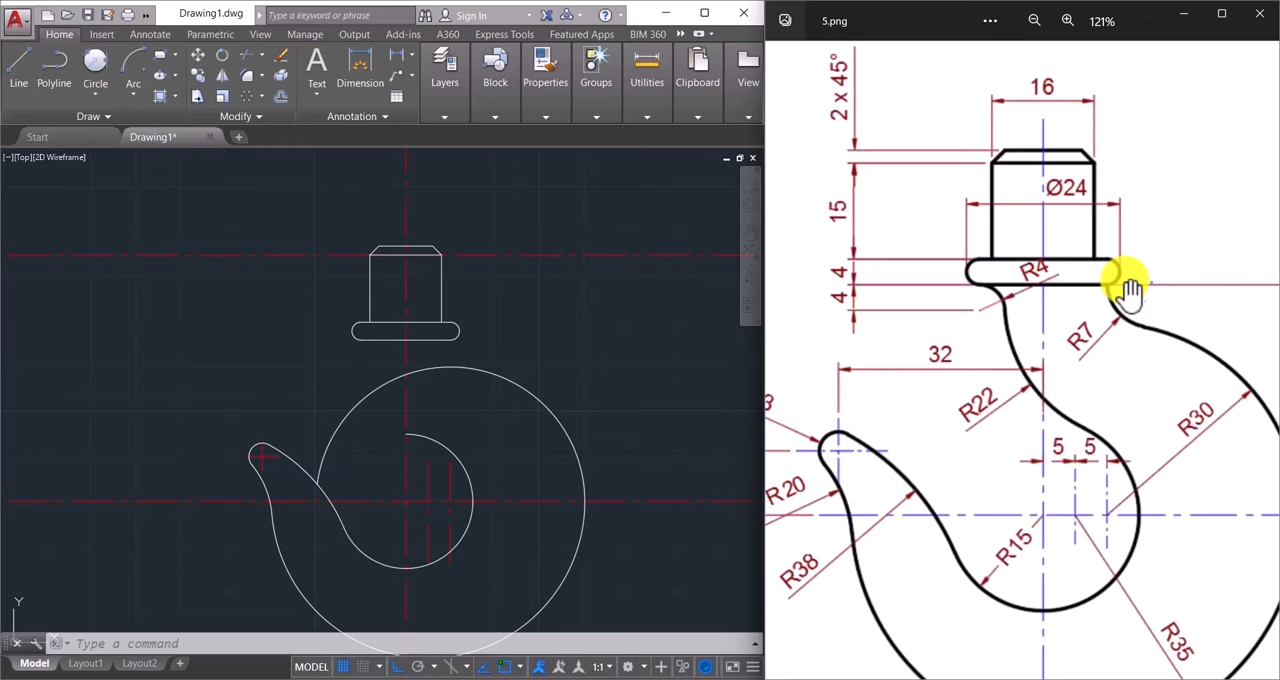 A
Drawing1.dwg
Type a keyword or phrase
Sign In
5.png
121%
Home Insert Annotate Parametric View Manage Output Add-ins A360 Express Tools Featured Apps BIM 360
Line Polyline Circle Arc
Text Dimension
Layers Block Properties Groups Utilities Clipboard View
Draw Modify Annotation
Start Drawing1*
[−][Top][2D Wireframe]
Y
Type a command
Model Layout1 Layout2
MODEL 1:1
2 x 45°
16
Ø24
15
4
R4
4
R7
32
R22
R30
5 5
3
R20
R15
R38
R35